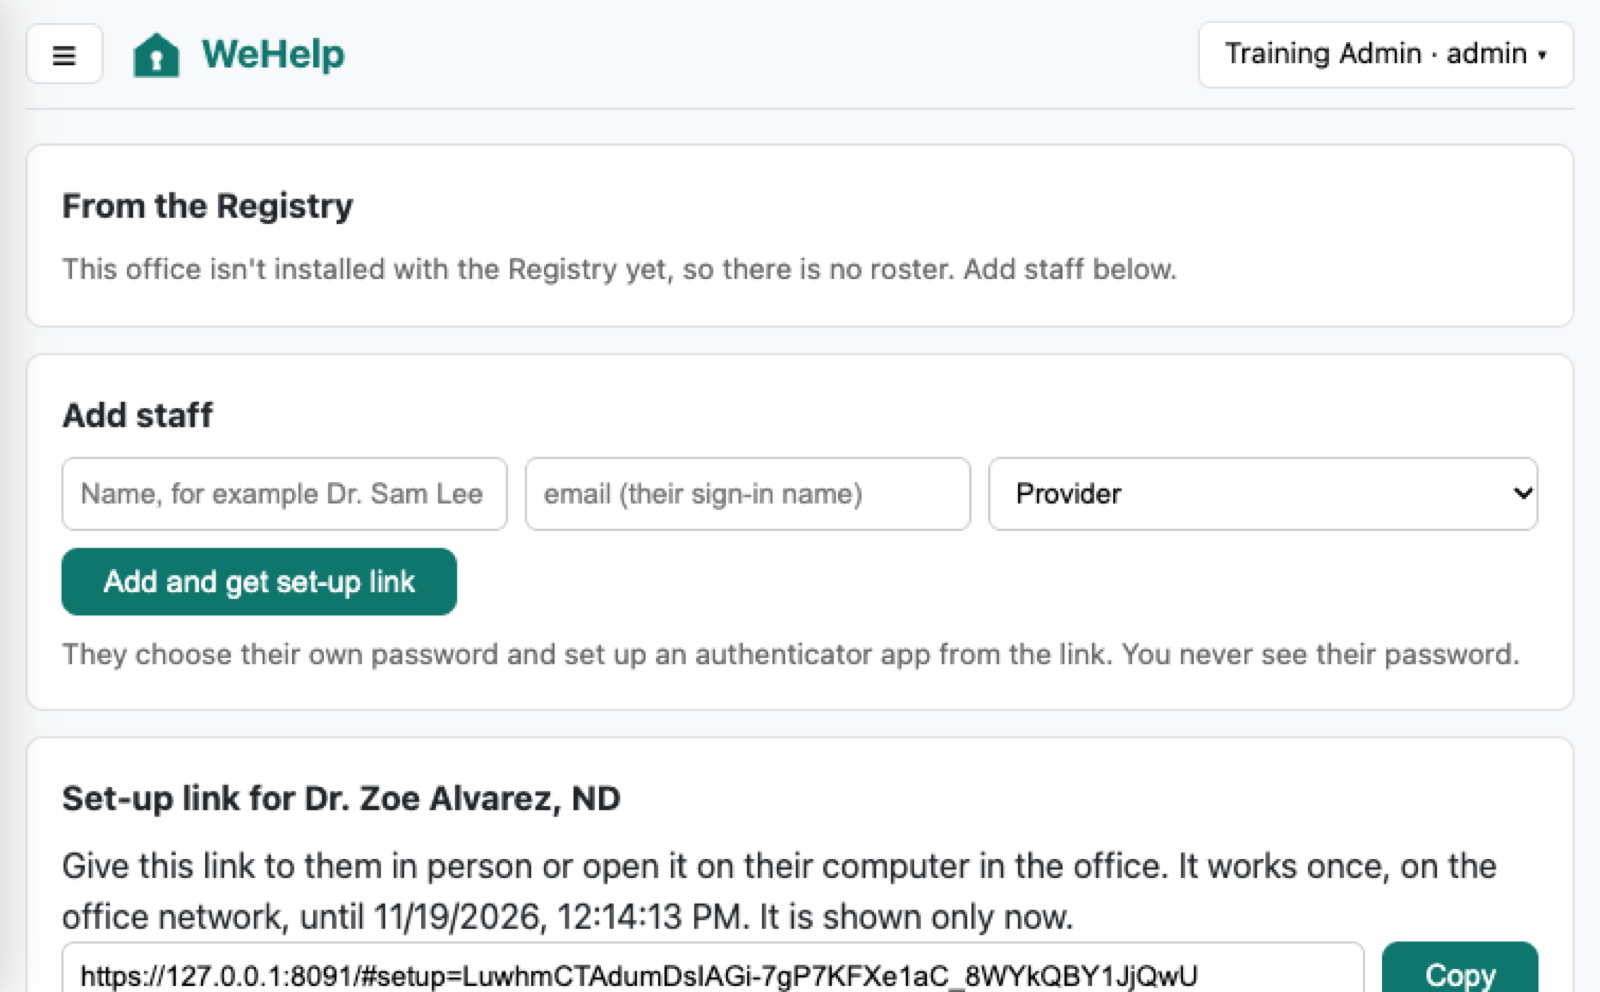 WeHelp
Training Admin · admin ▾
From the Registry
This office isn't installed with the Registry yet, so there is no roster. Add staff below.
Add staff
Name, for example Dr. Sam Lee
email (their sign-in name)
Provider
Add and get set-up link
They choose their own password and set up an authenticator app from the link. You never see their password.
Set-up link for Dr. Zoe Alvarez, ND
Give this link to them in person or open it on their computer in the office. It works once, on the
office network, until 11/19/2026, 12:14:13 PM. It is shown only now.
https://127.0.0.1:8091/#setup=LuwhmCTAdumDsIAGi-7gP7KFXe1aC_8WYkQBY1JjQwU
Copy